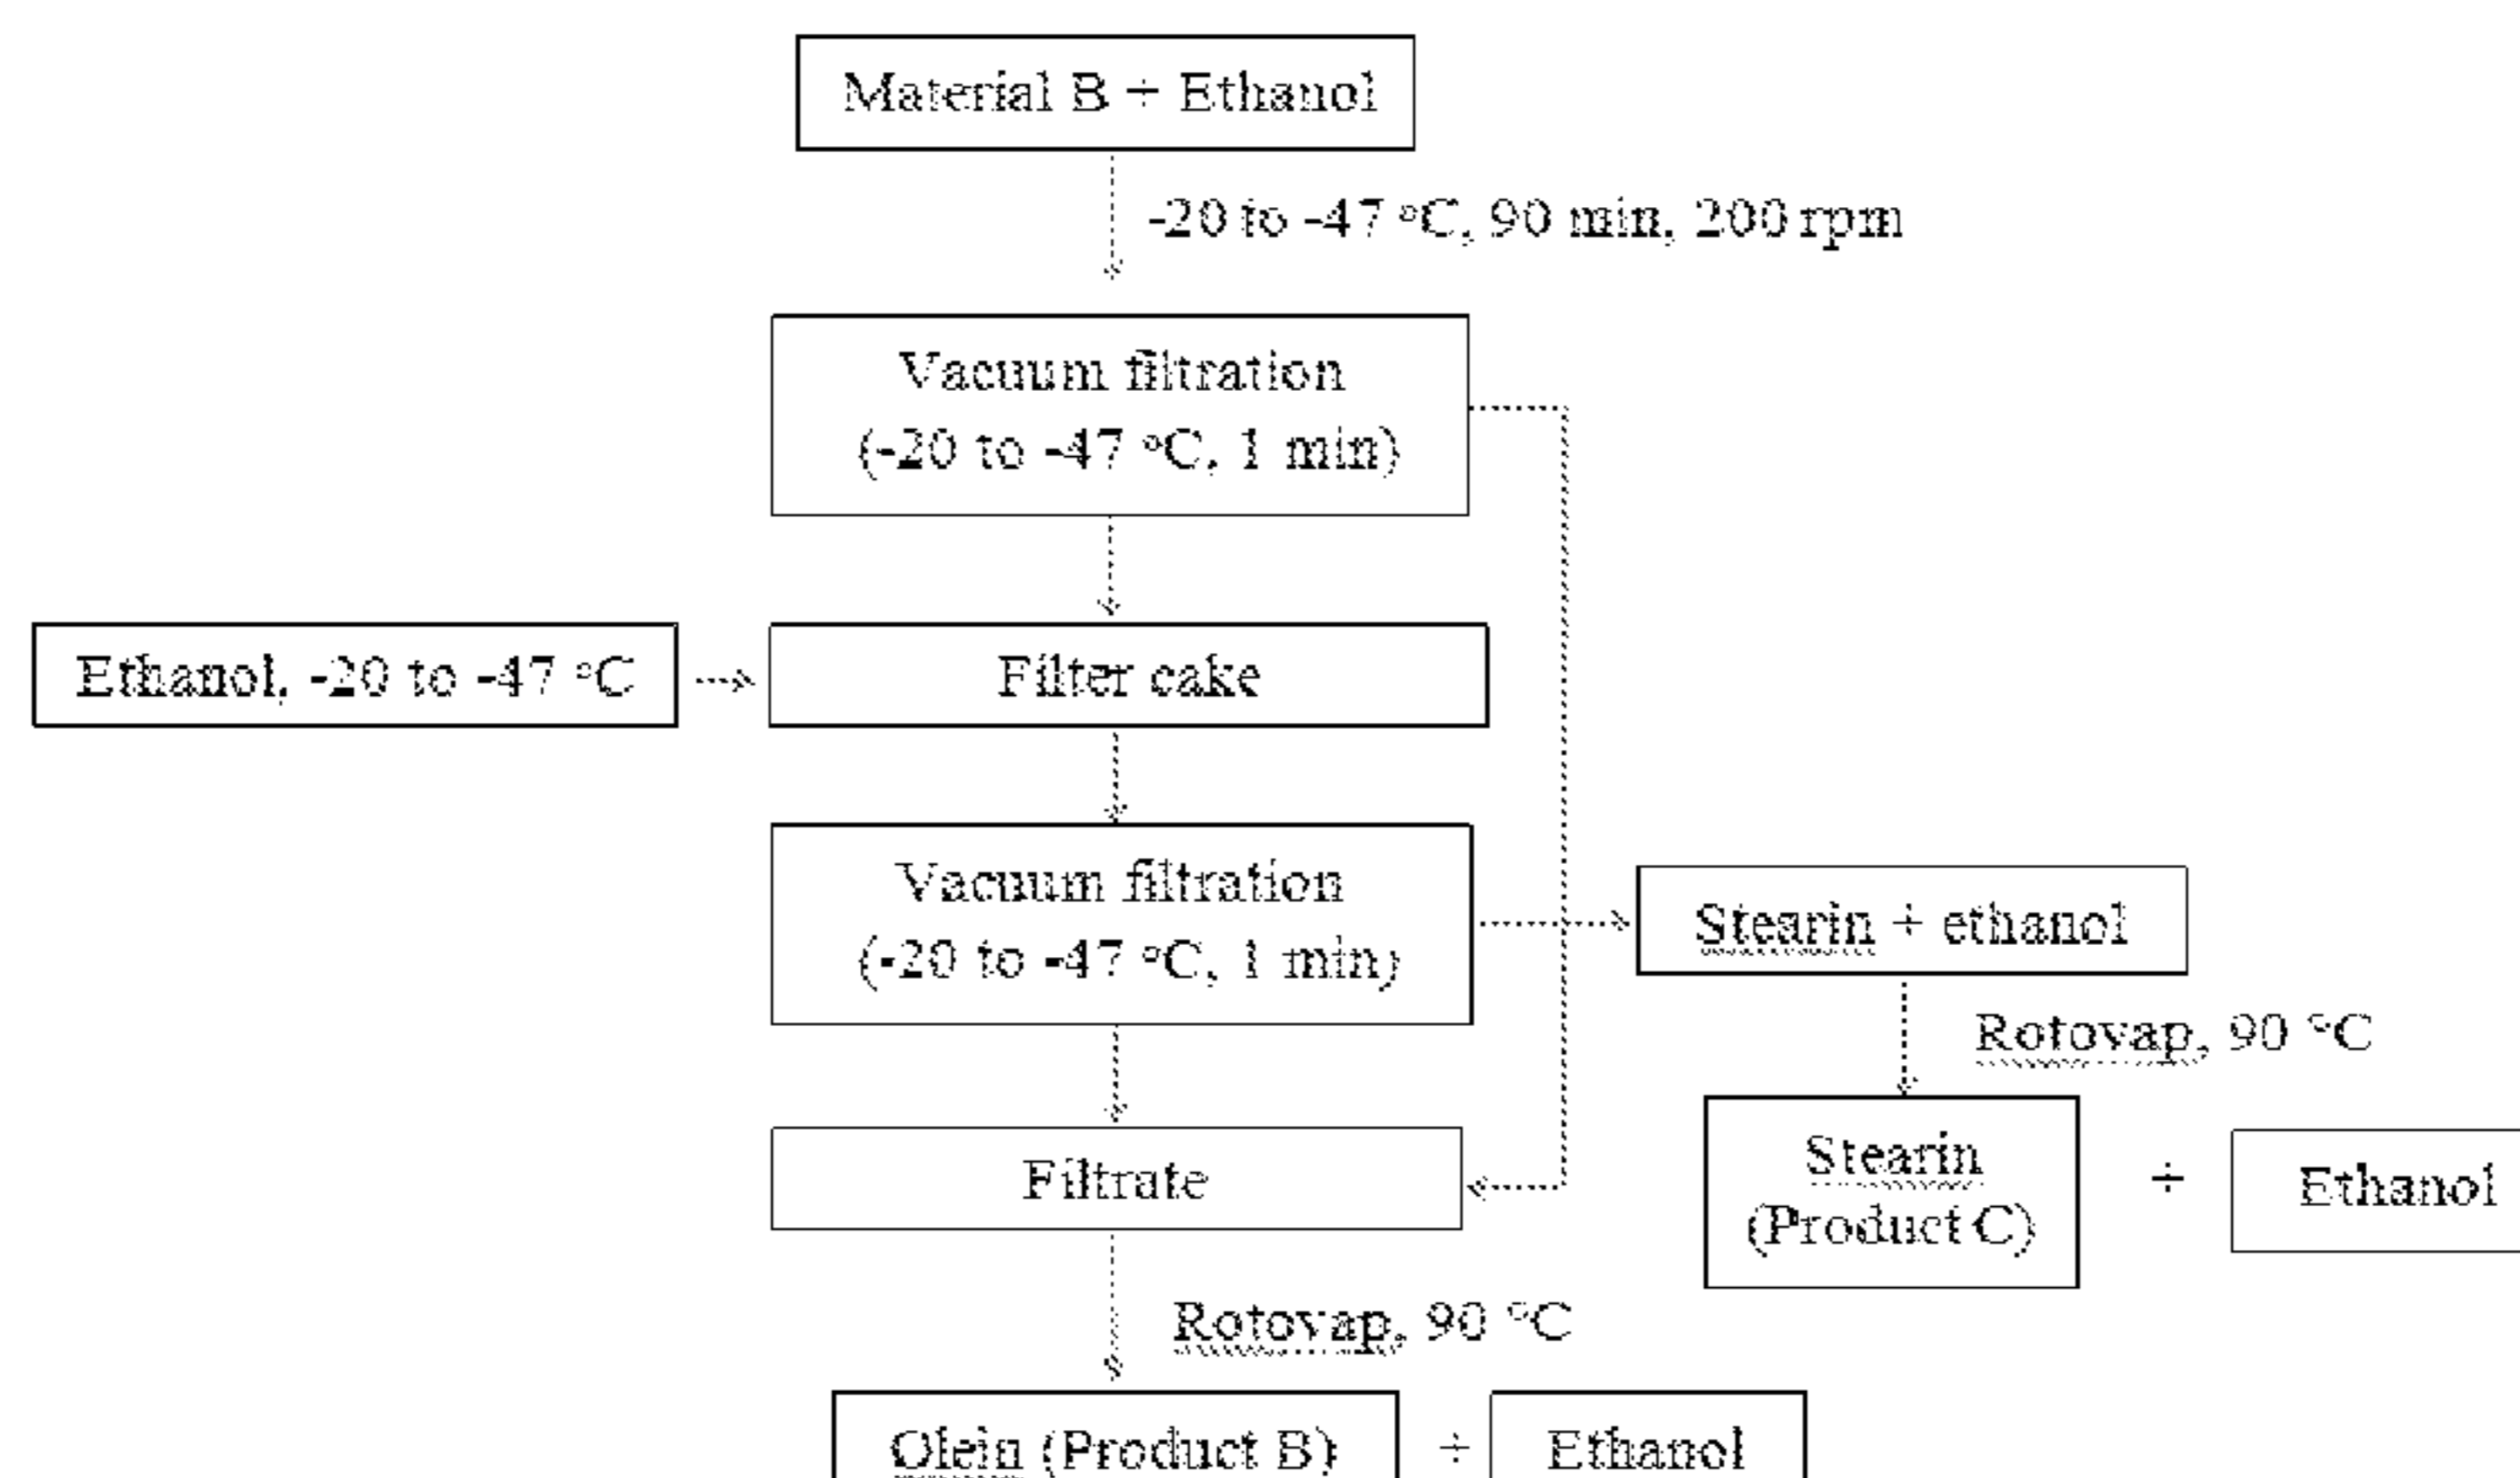 Material B + Ethanol
-20 to -47 °C, 90 min, 200 rpm
Vacuum filtration
(-20 to -47 °C, 1 min)
Ethanol, -20 to -47 °C
Filter cake
Vacuum filtration
(-20 to -47 °C, 1 min)
Stearin + ethanol
Rotovap, 90 °C
Stearin
(Product C)
+
Ethanol
Filtrate
Rotovap, 90 °C
Olein (Product B)
+
Ethanol